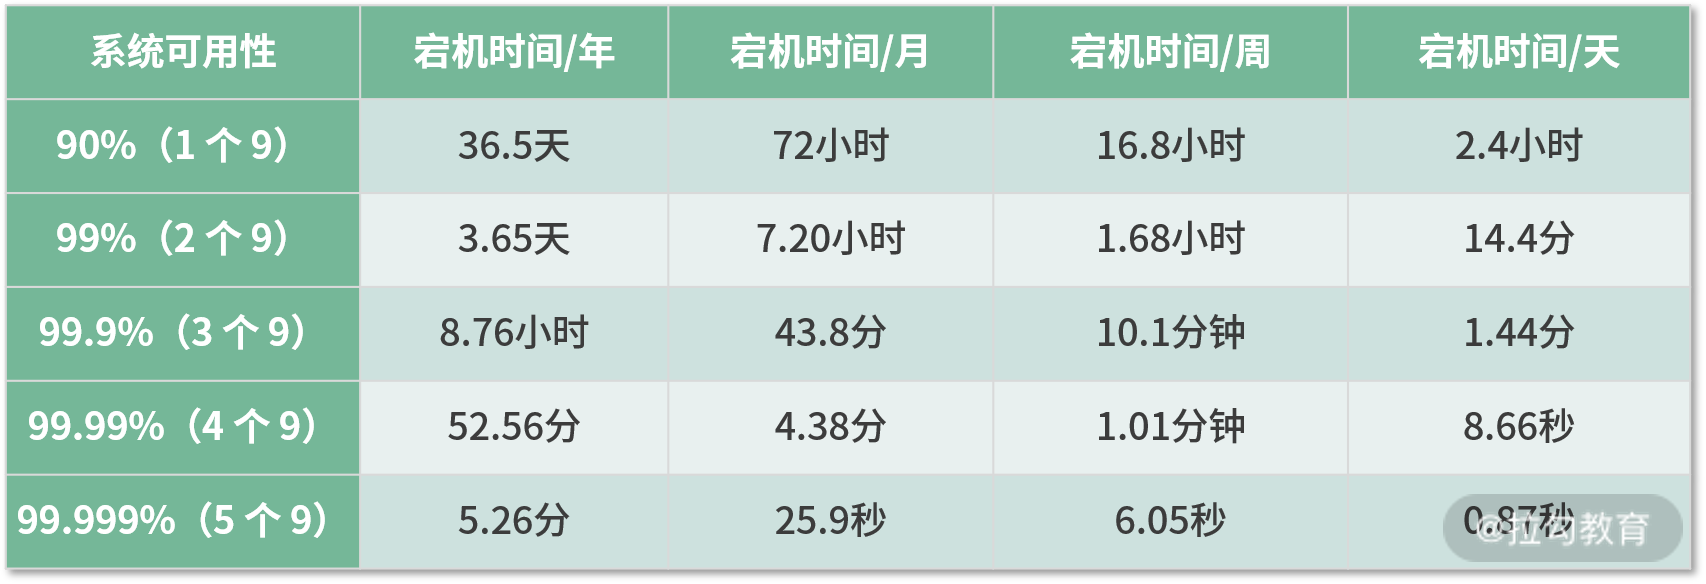 系统可用性 宕机时间/年 宕机时间/月 宕机时间/周 宕机时间/天
90%（1 个 9） 36.5天 72小时 16.8小时 2.4小时
99%（2 个 9） 3.65天 7.20小时 1.68小时 14.4分
99.9%（3 个 9） 8.76小时 43.8分 10.1分钟 1.44分
99.99%（4 个 9） 52.56分 4.38分 1.01分钟 8.66秒
99.999%（5 个 9） 5.26分 25.9秒 6.05秒 0.87秒
@拉勾教育